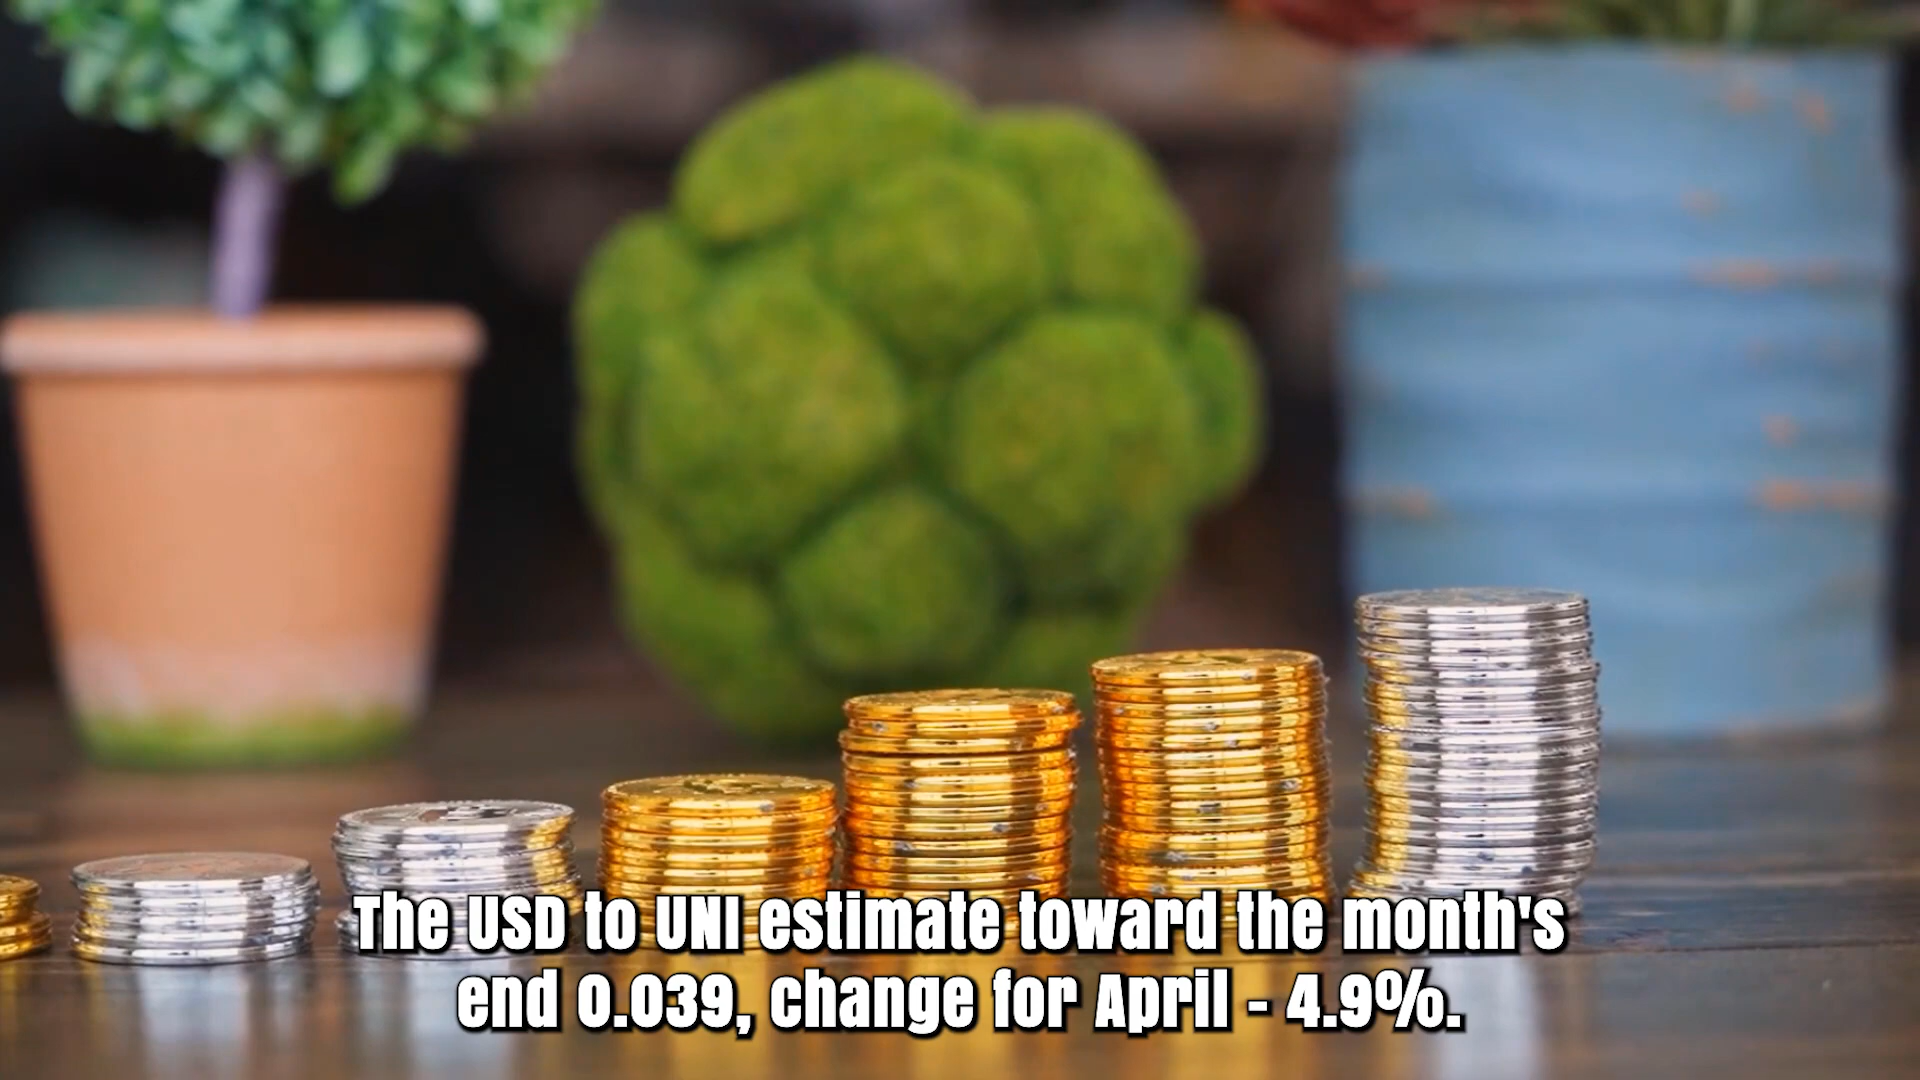 The USD to UNI estimate toward the month's
end 0.039, change for April - 4.9%.